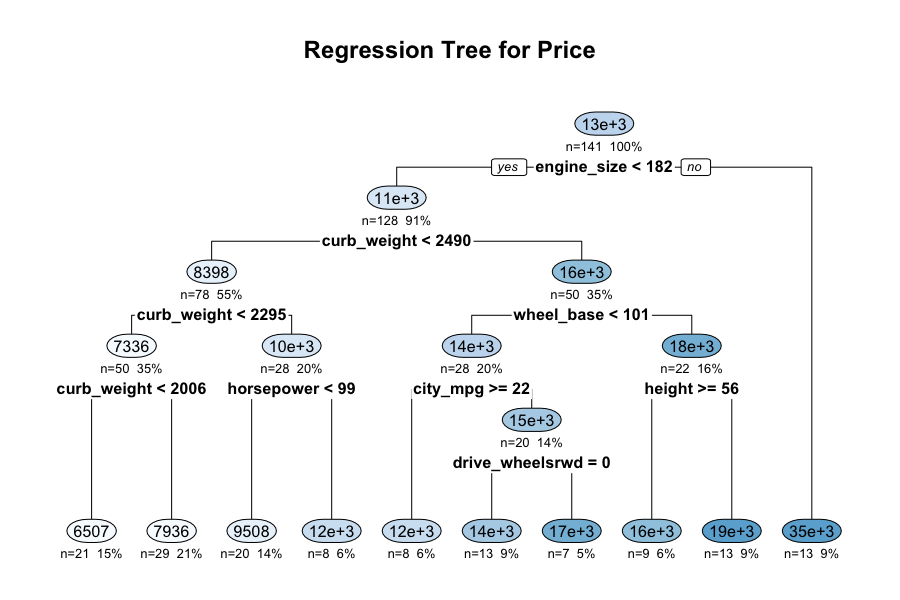 Regression Tree for Price
13e+3
n=141 100%
yes engine_size < 182 no
11e+3
n=128 91%
curb_weight < 2490
8398 16e+3
n=78 55% n=50 35%
curb_weight < 2295 wheel_base < 101
7336 10e+3 14e+3 18e+3
n=50 35% n=28 20% n=28 20% n=22 16%
curb_weight < 2006 horsepower < 99 city_mpg >= 22 height >= 56
15e+3
n=20 14%
drive_wheelsrwd = 0
6507 7936 9508 12e+3 12e+3 14e+3 17e+3 16e+3 19e+3 35e+3
n=21 15% n=29 21% n=20 14% n=8 6% n=8 6% n=13 9% n=7 5% n=9 6% n=13 9% n=13 9%